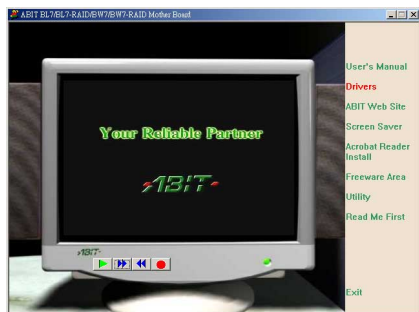 ABIT BL7/BL7-RAID/BW7/BW7-RAID Mother Board
User's Manual
Drivers
ABIT Web Site
Screen Saver
Acrobat Reader
Install
Freeware Area
Utility
Read Me First
Exit
Your Reliable Partner
ABIT
ABIT